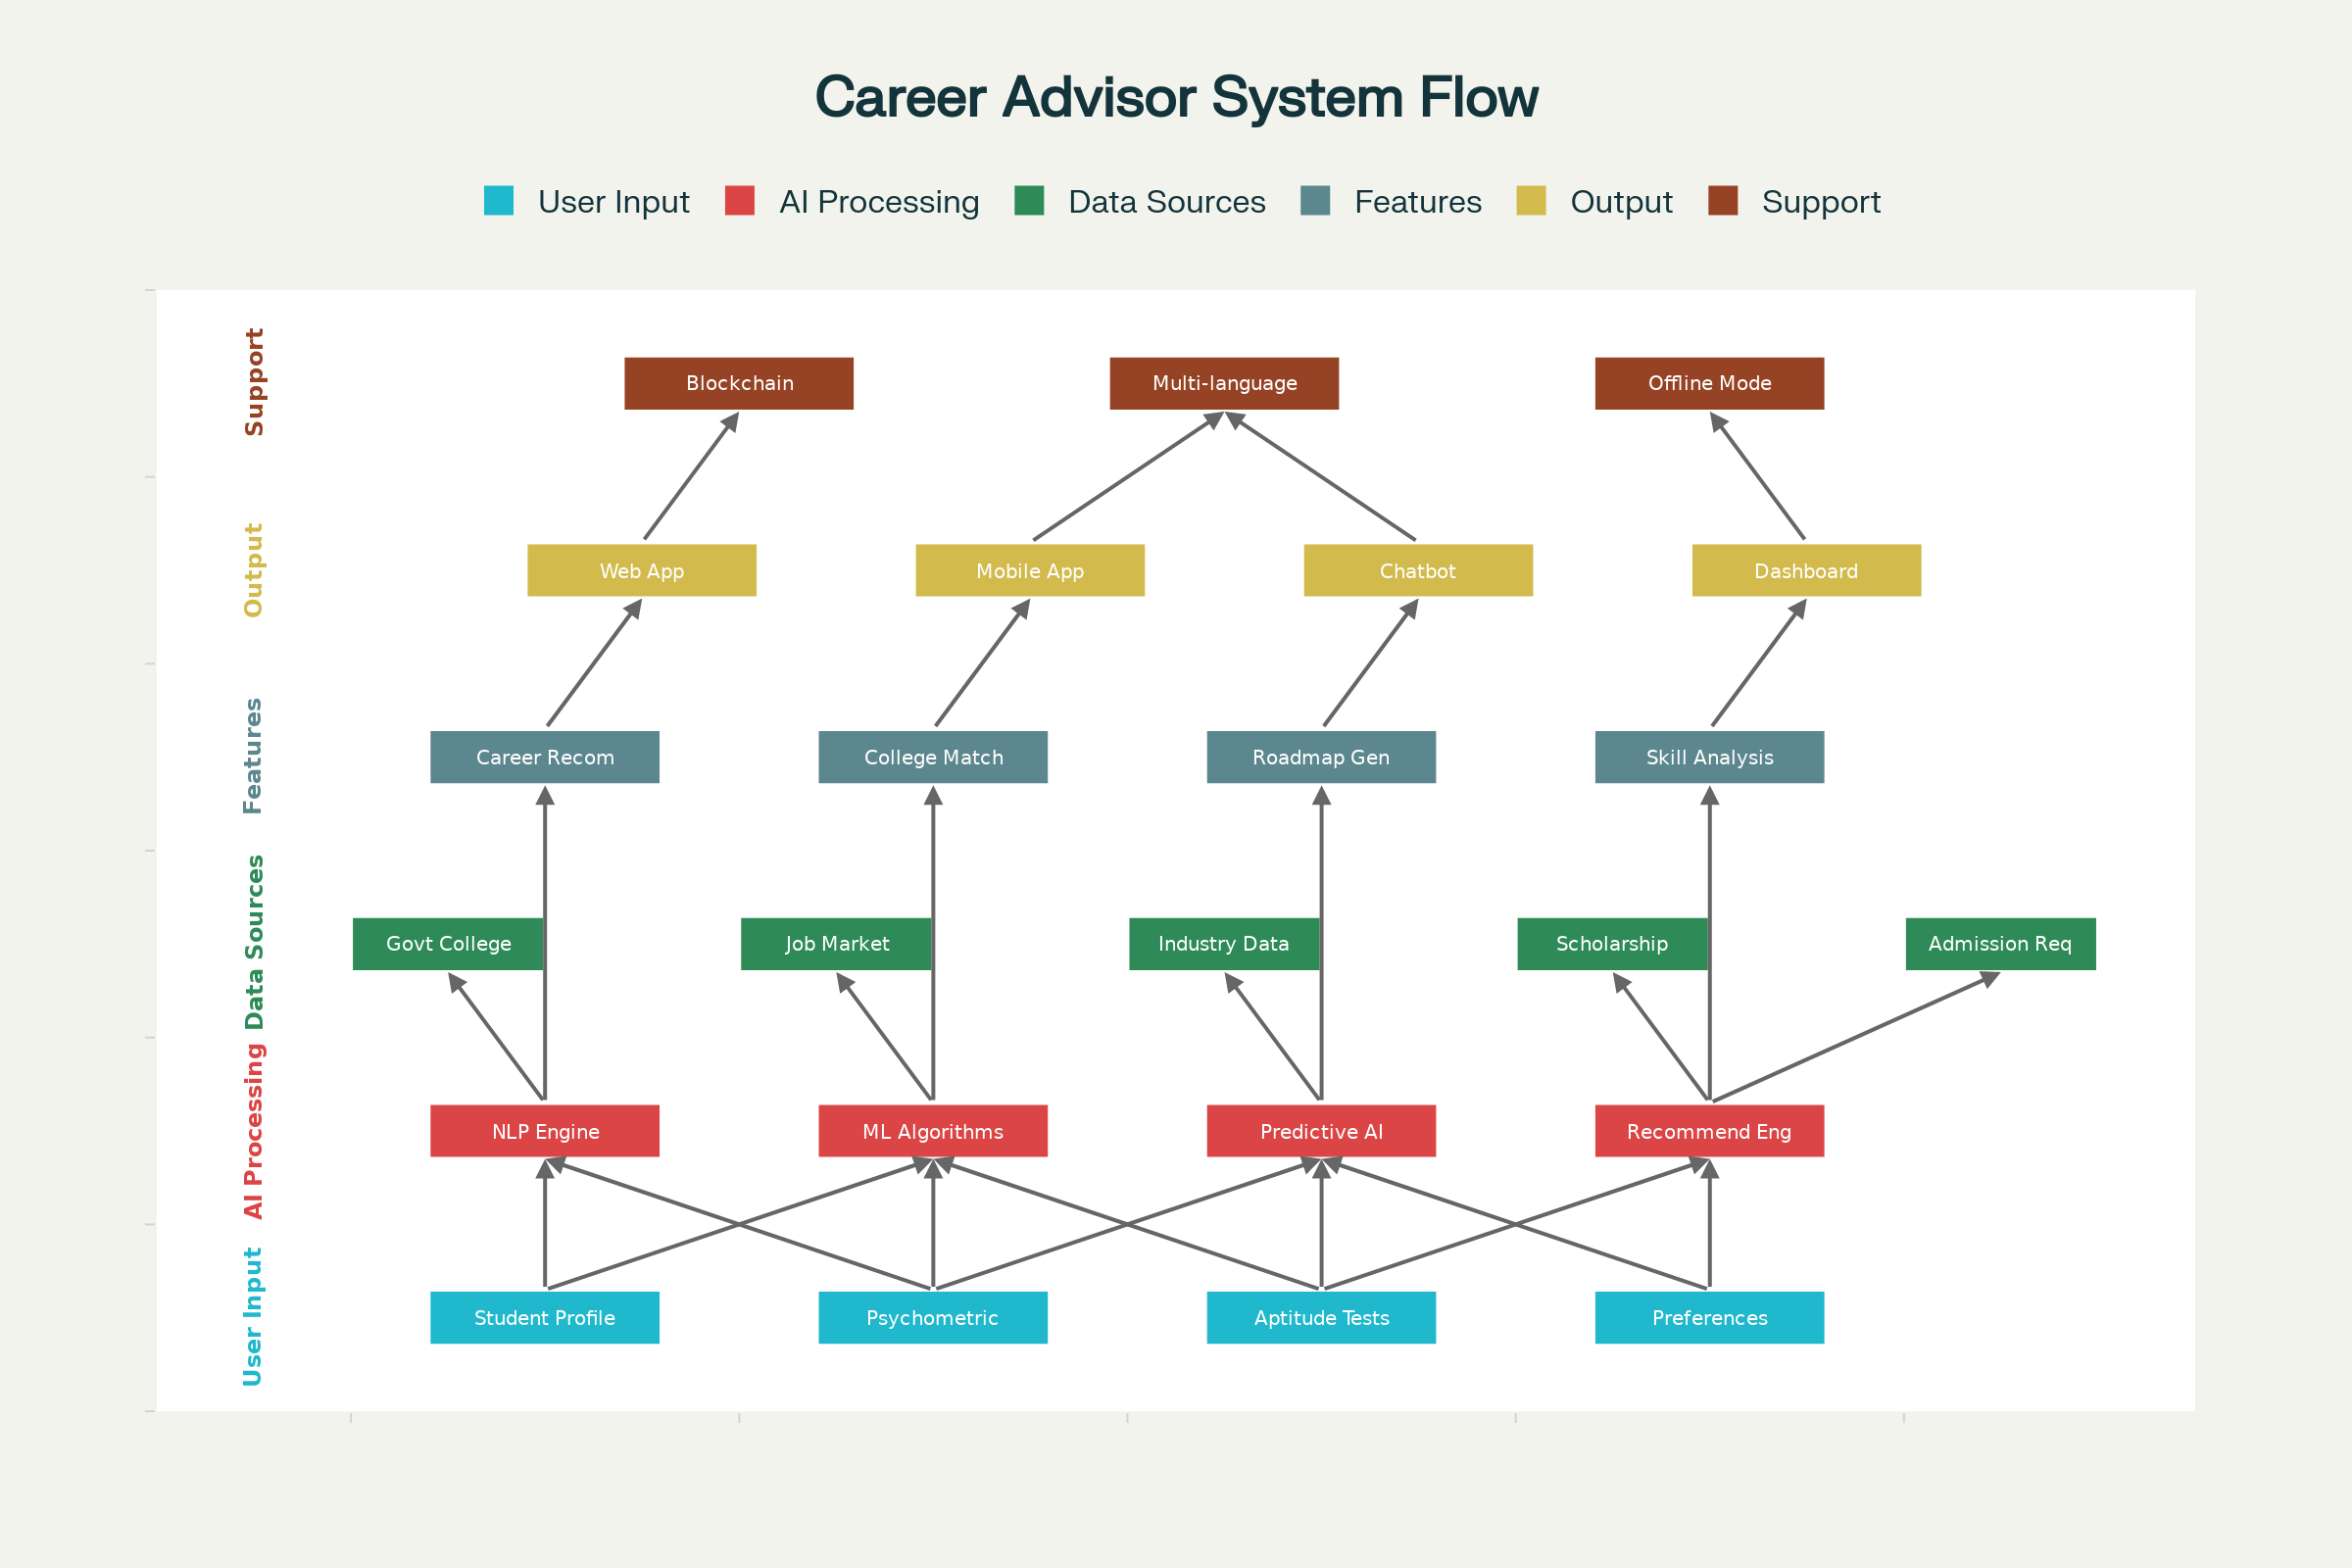 Career Advisor System Flow
User Input
AI Processing
Data Sources
Features
Output
Support
Support
Blockchain
Multi-language
Offline Mode
Output
Web App
Mobile App
Chatbot
Dashboard
Features
Career Recom
College Match
Roadmap Gen
Skill Analysis
Data Sources
Govt College
Job Market
Industry Data
Scholarship
Admission Req
AI Processing
NLP Engine
ML Algorithms
Predictive AI
Recommend Eng
User Input
Student Profile
Psychometric
Aptitude Tests
Preferences